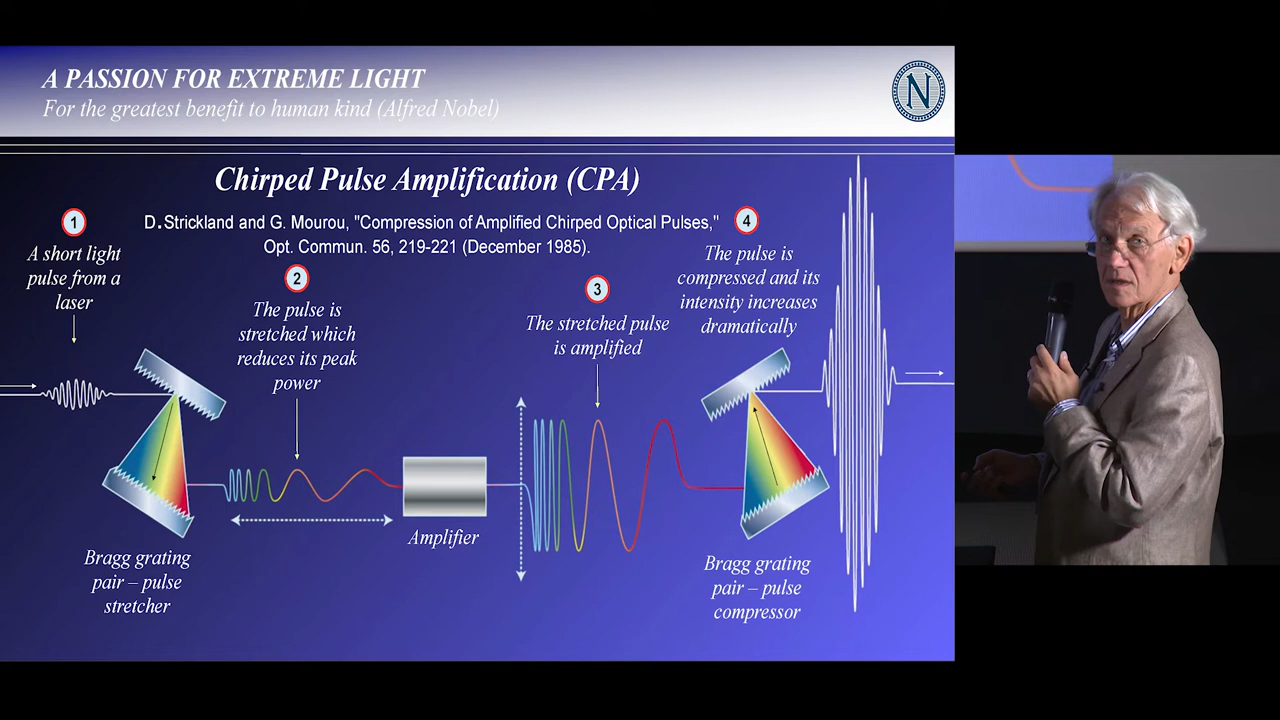 A PASSION FOR EXTREME LIGHT
For the greatest benefit to human kind (Alfred Nobel)
N
Chirped Pulse Amplification (CPA)
D. Strickland and G. Mourou, "Compression of Amplified Chirped Optical Pulses,"
Opt. Commun. 56, 219-221 (December 1985).
1
A short light
pulse from a
laser
2
The pulse is
stretched which
reduces its peak
power
3
The stretched pulse
is amplified
4
The pulse is
compressed and its
intensity increases
dramatically
Bragg grating
pair – pulse
stretcher
Amplifier
Bragg grating
pair – pulse
compressor